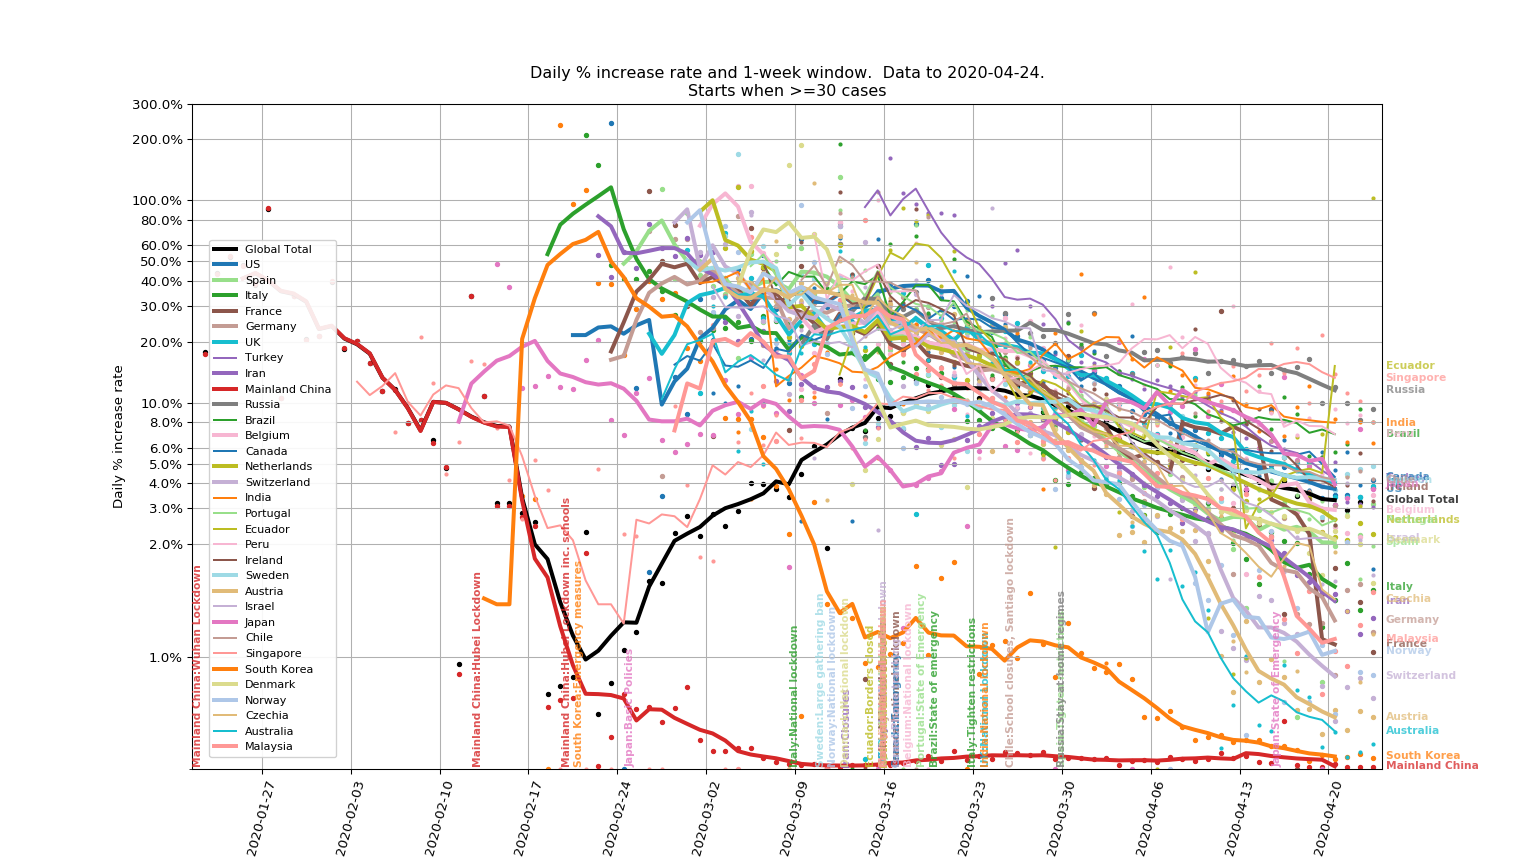 Daily % increase rate and 1-week window.  Data to 2020-04-24.
Starts when >=30 cases
Daily % increase rate
300.0%
200.0%
100.0%
80.0%
60.0%
50.0%
40.0%
30.0%
20.0%
10.0%
8.0%
6.0%
5.0%
4.0%
3.0%
2.0%
1.0%
Global Total
US
Spain
Italy
France
Germany
UK
Turkey
Iran
Mainland China
Russia
Brazil
Belgium
Canada
Netherlands
Switzerland
India
Portugal
Ecuador
Peru
Ireland
Sweden
Austria
Israel
Japan
Chile
Singapore
South Korea
Denmark
Norway
Czechia
Australia
Malaysia
Mainland China:Wuhan Lockdown
Mainland China:Hubei Lockdown
Mainland China:Hubei Lockdown inc. schools
South Korea:Emergency measures
Japan:Basic Policies
Italy:National lockdown
Sweden:Large gathering ban
Norway:National lockdown
Ecuador:Borders closed
Belgium:National lockdown
Portugal:State of Emergency
Brazil:State of emergency
Italy:Tighten restrictions
Chile:School closures, Santiago lockdown
Russia:Stay-at-home regimes
Japan:State of Emergency
Ecuador
Singapore
Russia
India
Brazil
Canada
Ireland
US
Global Total
Belgium
Netherlands
Israel
Spain
Italy
Czechia
Iran
Germany
Malaysia
France
Norway
Switzerland
Austria
Australia
South Korea
Mainland China
2020-01-27
2020-02-03
2020-02-10
2020-02-17
2020-02-24
2020-03-02
2020-03-09
2020-03-16
2020-03-23
2020-03-30
2020-04-06
2020-04-13
2020-04-20